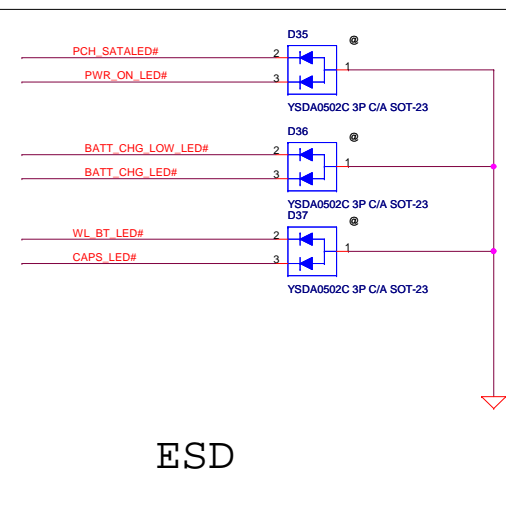 D35
@
PCH_SATALED#
2
1
PWR_ON_LED#
3
YSDA0502C 3P C/A SOT-23
D36
@
BATT_CHG_LOW_LED#
2
1
BATT_CHG_LED#
3
YSDA0502C 3P C/A SOT-23
D37
@
WL_BT_LED#
2
1
CAPS_LED#
3
YSDA0502C 3P C/A SOT-23
ESD